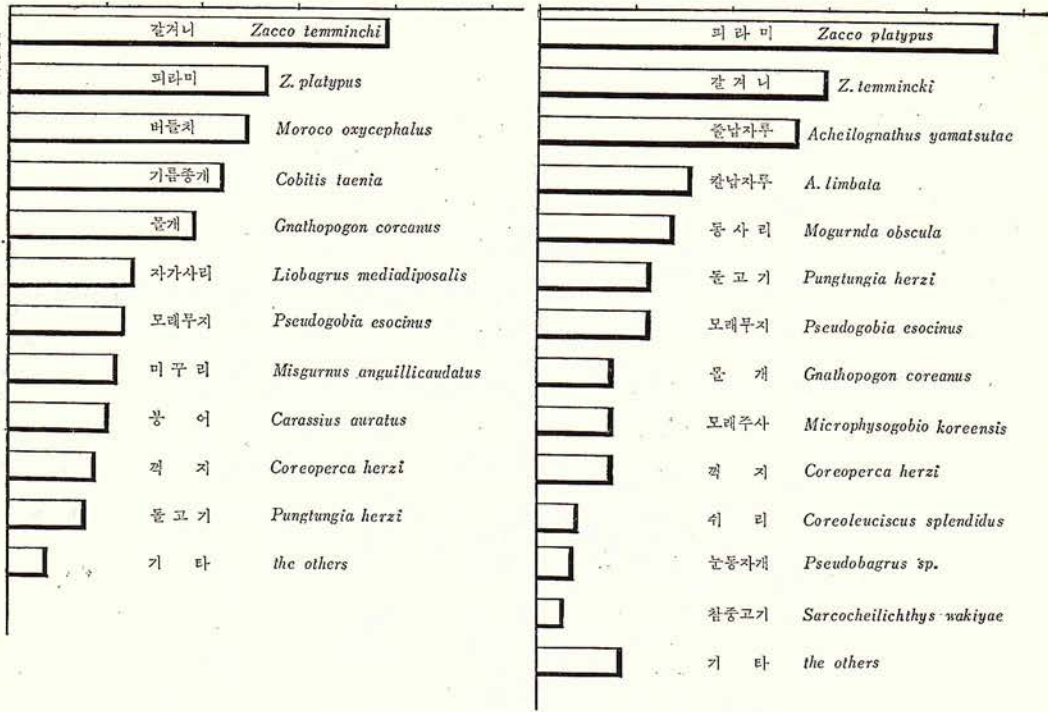 갈겨니 Zacco temminchi
피라미 Z. platypus
버들치 Moroco oxycephalus
기름종개 Cobitis taenia
몰개 Gnathopogon coreanus
자가사리 Liobagrus mediadiposalis
모래무지 Pseudogobia esocinus
미꾸리 Misgurnus anguillicaudatus
붕어 Carassius auratus
꺽지 Coreoperca herzi
돌고기 Pungtungia herzi
기타 the others
피라미 Zacco platypus
갈겨니 Z. temmincki
줄납자루 Acheilognathus yamatsutae
칼납자루 A. limbata
동사리 Mogurnda obscula
돌고기 Pungtungia herzi
모래무지 Pseudogobia esocinus
몰개 Gnathopogon coreanus
모래주사 Microphysogobio koreensis
꺽지 Coreoperca herzi
쉬리 Coreoleuciscus splendidus
눈동자개 Pseudobagrus sp.
참중고기 Sarcocheilichthys wakiyae
기타 the others